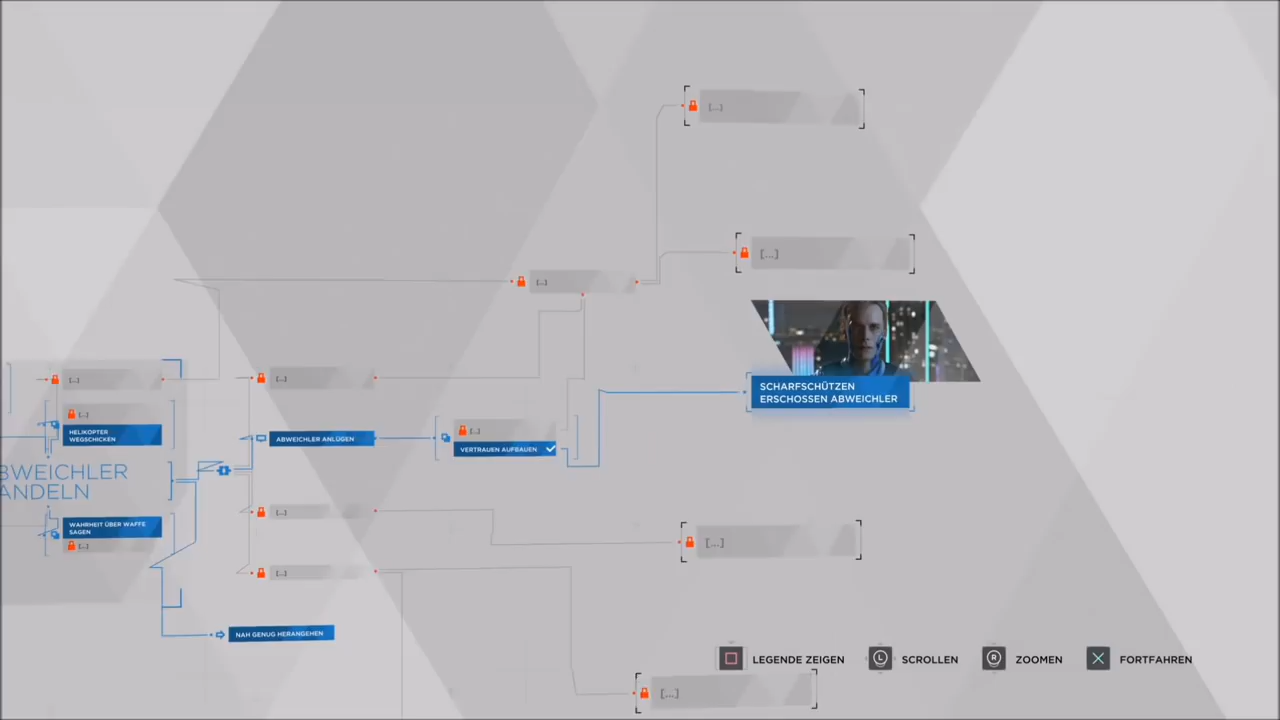 [...]
[...]
[...]
[...]
[...]
[...]
HELIKOPTER
WEGSCHICKEN
SCHARFSCHÜTZEN
ERSCHOSSEN ABWEICHLER
ABWEICHLER ANLÜGEN
[...]
VERTRAUEN AUFBAUEN
BWEICHLER
ANDELN
[...]
WAHRHEIT ÜBER WAFFE
SAGEN
[...]
[...]
[...]
NAH GENUG HERANGEHEN
[...]
LEGENDE ZEIGEN
L
SCROLLEN
R
ZOOMEN
FORTFAHREN